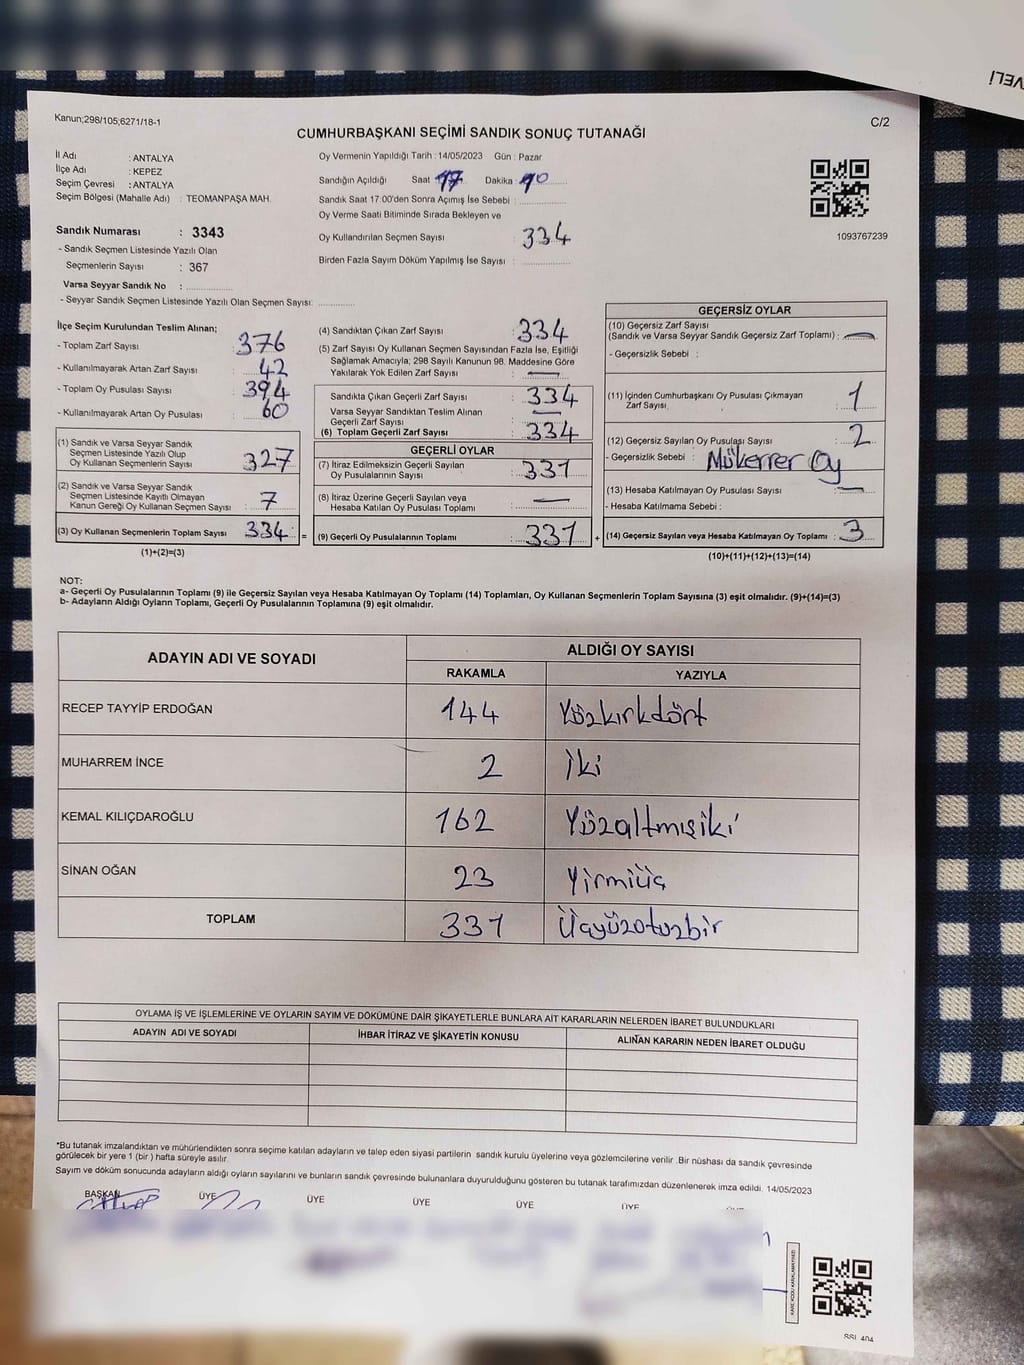 VELİ
Kanun;298/105,6271/18-1
C/2
CUMHURBAŞKANI SEÇİMİ SANDIK SONUÇ TUTANAĞI
İl Adı : ANTALYA
İlçe Adı : KEPEZ
Seçim Çevresi : ANTALYA
Seçim Bölgesi (Mahalle Adı) : TEOMANPAŞA MAH.
Oy Vermenin Yapıldığı Tarih : 14/05/2023 Gün : Pazar
Sandığın Açıldığı Saat 17 Dakika :
Sandık Saat 17.00'den Sonra Açımış İse Sebebi :
Oy Verme Saati Bitiminde Sırada Bekleyen ve
Oy Kullandırılan Seçmen Sayısı : 334
Birden Fazla Sayım Döküm Yapılmış İse Sayısı :
1093767239
Sandık Numarası : 3343
- Sandık Seçmen Listesinde Yazılı Olan
Seçmenlerin Sayısı : 367
Varsa Seyyar Sandık No :
- Seyyar Sandık Seçmen Listesinde Yazılı Olan Seçmen Sayısı:
İlçe Seçim Kurulundan Teslim Alınan;
- Toplam Zarf Sayısı : 376
- Kullanılmayarak Artan Zarf Sayısı : 42
- Toplam Oy Pusulası Sayısı : 394
- Kullanılmayarak Artan Oy Pusulası : 60
(1) Sandık ve Varsa Seyyar Sandık
Seçmen Listesinde Yazılı Olup
Oy Kullanan Seçmenlerin Sayısı : 327
(2) Sandık ve Varsa Seyyar Sandık
Seçmen Listesinde Kayıtlı Olmayan
Kanun Gereği Oy Kullanan Seçmen Sayısı : 7
(3) Oy Kullanan Seçmenlerin Toplam Sayısı : 334 =
(1)+(2)=(3)
(4) Sandıktan Çıkan Zarf Sayısı : 334
(5) Zarf Sayısı Oy Kullanan Seçmen Sayısından Fazla İse, Eşitliği
Sağlamak Amacıyla; 298 Sayılı Kanunun 98. Maddesine Göre
Yakılarak Yok Edilen Zarf Sayısı : —
Sandıkta Çıkan Geçerli Zarf Sayısı : 334
Varsa Seyyar Sandıktan Teslim Alınan
Geçerli Zarf Sayısı : —
(6) Toplam Geçerli Zarf Sayısı : 334
GEÇERLİ OYLAR
(7) İtiraz Edilmeksizin Geçerli Sayılan
Oy Pusulasının Sayısı : 331
(8) İtiraz Üzerine Geçerli Sayılan veya
Hesaba Katılan Oy Pusulası Toplamı : —
(9) Geçerli Oy Pusulalarının Toplamı : 331 +
GEÇERSİZ OYLAR
(10) Geçersiz Zarf Sayısı
(Sandık ve Varsa Seyyar Sandık Geçersiz Zarf Toplamı) : —
- Geçersizlik Sebebi :
(11) İçinden Cumhurbaşkanı Oy Pusulası Çıkmayan
Zarf Sayısı : 1
(12) Geçersiz Sayılan Oy Pusulası Sayısı : 2
- Geçersizlik Sebebi : Mükerrer Oy
(13) Hesaba Katılmayan Oy Pusulası Sayısı : —
- Hesaba Katılmama Sebebi :
(14) Geçersiz Sayılan veya Hesaba Katılmayan Oy Toplamı : 3
(10)+(11)+(12)+(13)=(14)
NOT:
a- Geçerli Oy Pusulalarının Toplamı (9) ile Geçersiz Sayılan veya Hesaba Katılmayan Oy Toplamı (14) Toplamları, Oy Kullanan Seçmenlerin Toplam Sayısına (3) eşit olmalıdır. (9)+(14)=(3)
b- Adayların Aldığı Oyların Toplamı, Geçerli Oy Pusulalarının Toplamına (9) eşit olmalıdır.
ADAYIN ADI VE SOYADI
ALDIĞI OY SAYISI
RAKAMLA YAZIYLA
RECEP TAYYİP ERDOĞAN 144 Yüzkırkdört
MUHARREM İNCE 2 iki
KEMAL KILIÇDAROĞLU 162 Yüzaltmışiki
SİNAN OĞAN 23 Yirmiüç
TOPLAM 331 Üçyüzotuzbir
OYLAMA İŞ VE İŞLEMLERİNE VE OYLARIN SAYIM VE DÖKÜMÜNE DAİR ŞİKAYETLERLE BUNLARA AİT KARARLARIN NELERDEN İBARET BULUNDUKLARI
ADAYIN ADI VE SOYADI İHBAR İTİRAZ VE ŞİKAYETİN KONUSU ALINAN KARARIN NEDEN İBARET OLDUĞU
*Bu tutanak imzalandıktan ve mühürlendikten sonra seçime katılan adayların ve talep eden siyasi partilerin sandık kurulu üyelerine veya gözlemcilerine verilir .Bir nüshası da sandık çevresinde
görülecek bir yere 1 (bir ) hafta süreyle asılır.
Sayım ve döküm sonucunda adayların aldığı oyların sayılarını ve bunların sandık çevresinde bulunanlara duyurulduğunu gösteren bu tutanak tarafımızdan düzenlenerek imza edildi. 14/05/2023
BAŞKAN ÜYE ÜYE ÜYE ÜYE ÜYE